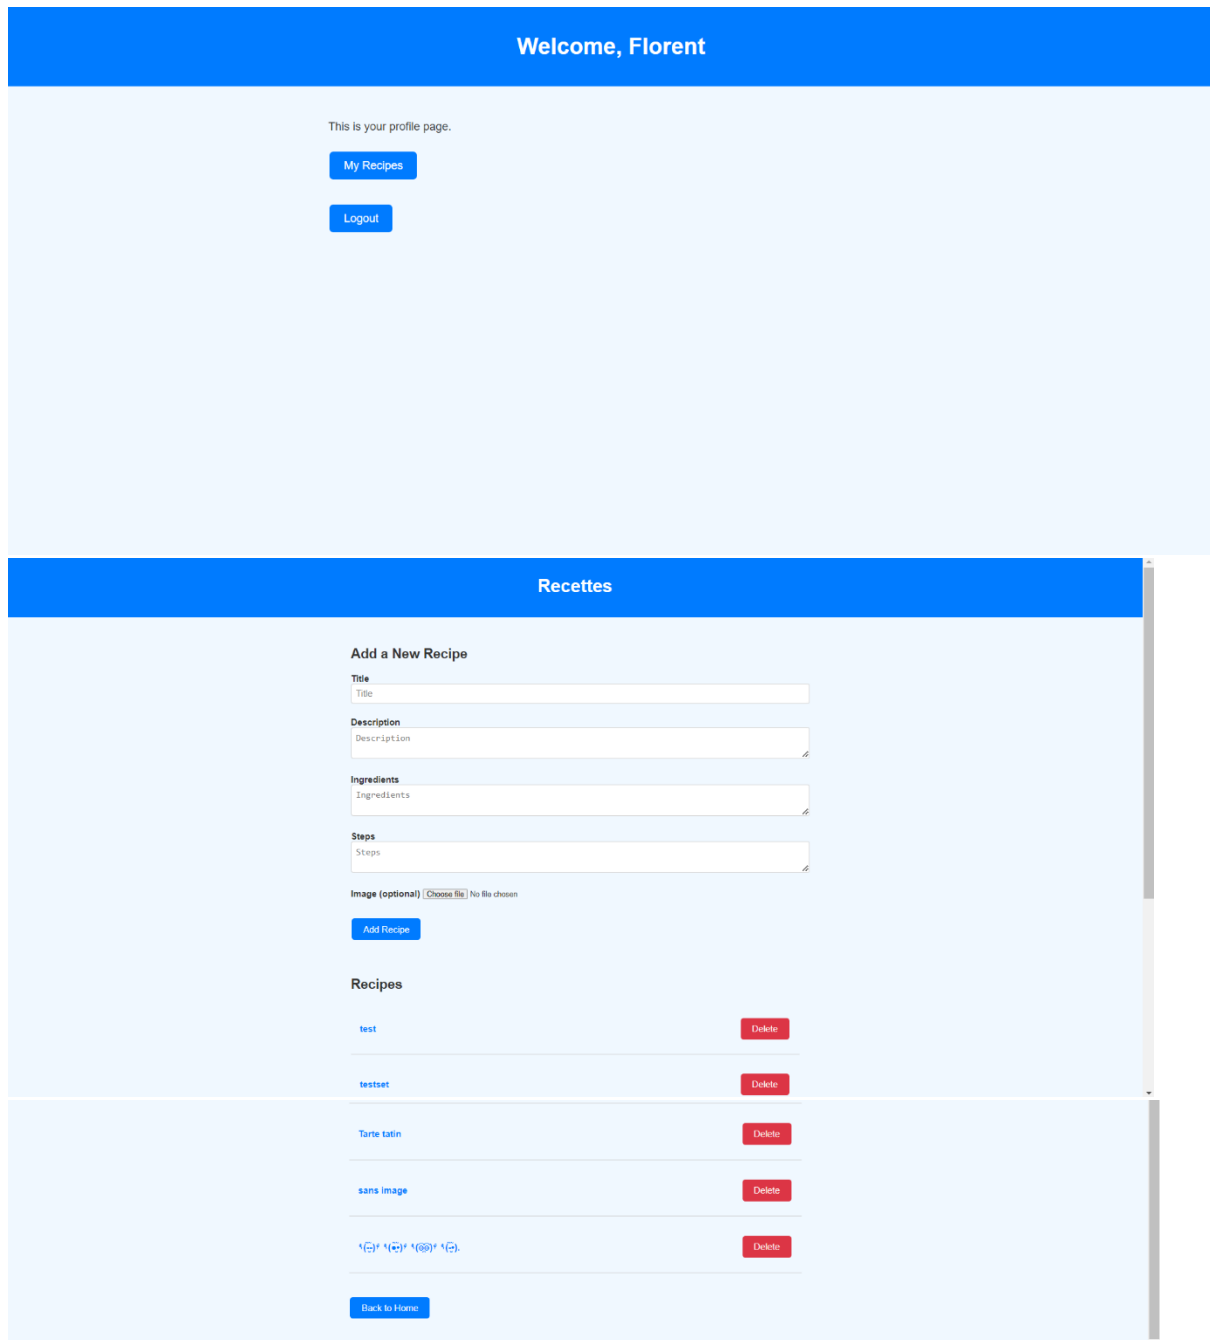 Welcome, Florent
This is your profile page.
My Recipes
Logout
Recettes
Add a New Recipe
Title
Title
Description
Description
Ingredients
Ingredients
Steps
Steps
Image (optional) Choose file No file chosen
Add Recipe
Recipes
test Delete
testset Delete
Tarte tatin Delete
sans image Delete
Delete
Back to Home